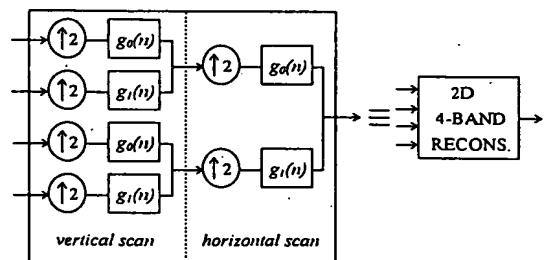 ↑2 g₀(n)
↑2 g₀(n)
↑2 g₁(n)
2D
4-BAND
RECONS.
↑2 g₀(n)
↑2 g₁(n)
↑2 g₁(n)
vertical scan horizontal scan